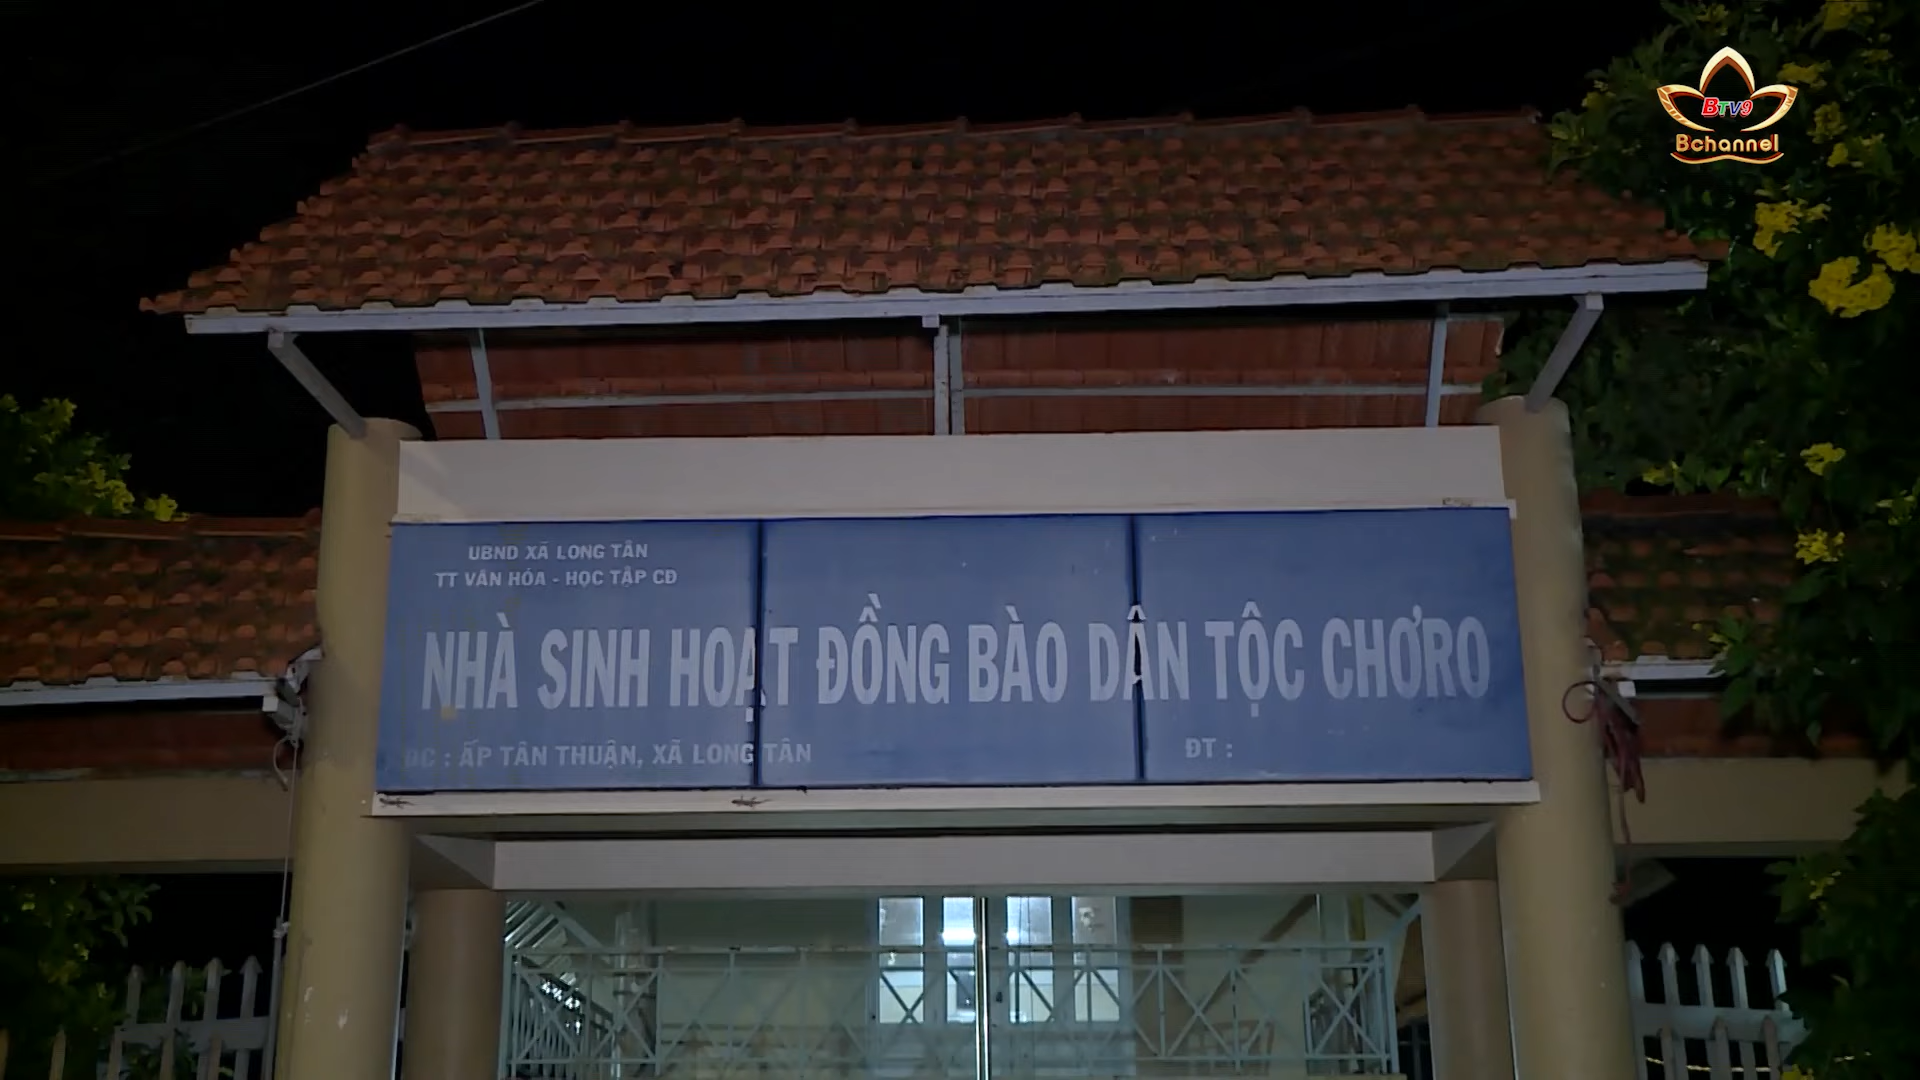 BTV9
Bchannel
UBND XÃ LONG TÂN
TT VĂN HÓA - HỌC TẬP CĐ
NHÀ SINH HOẠT ĐỒNG BÀO DÂN TỘC CHƠRO
ĐC : ẤP TÂN THUẬN, XÃ LONG TÂN
ĐT :